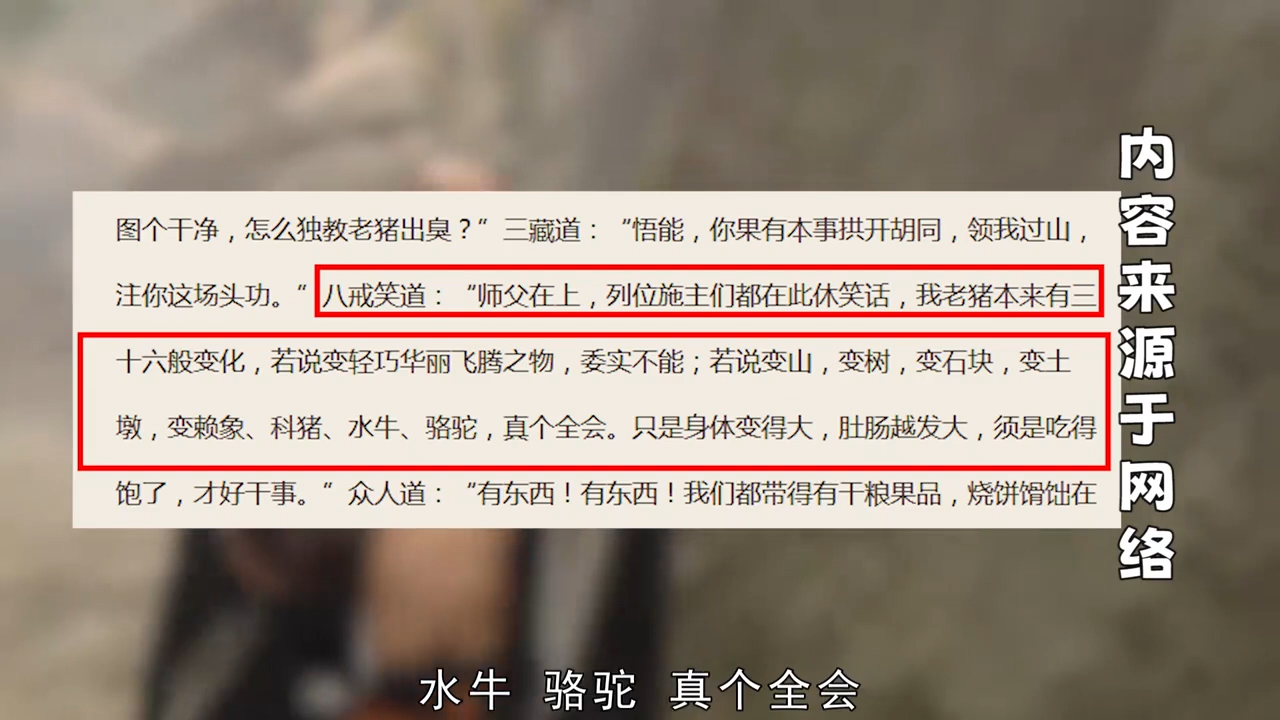 图个干净，怎么独教老猪出臭？”三藏道：“悟能，你果有本事拱开胡同，领我过山，
注你这场头功。”八戒笑道：“师父在上，列位施主们都在此休笑话，我老猪本来有三
十六般变化，若说变轻巧华丽飞腾之物，委实不能；若说变山，变树，变石块，变土
墩，变赖象、科猪、水牛、骆驼，真个全会。只是身体变得大，肚肠越发大，须是吃得
饱了，才好干事。”众人道：“有东西！有东西！我们都带得有干粮果品，烧饼馉饳在
内容来源于网络
水牛 骆驼 真个全会